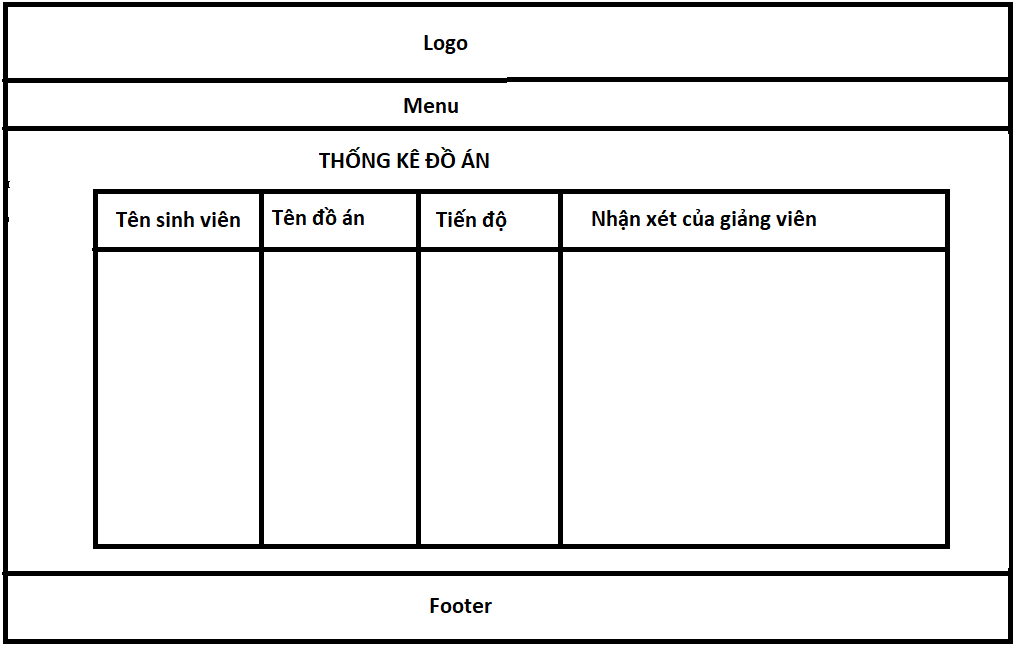 Logo
Menu
THỐNG KÊ ĐỒ ÁN
Tên sinh viên
Tên đồ án
Tiến độ
Nhận xét của giảng viên
Footer